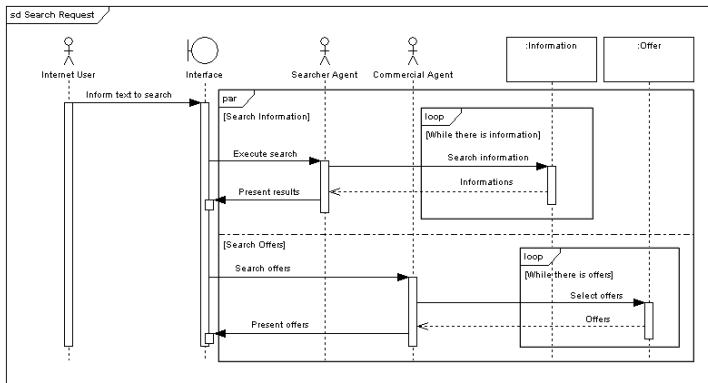 sd Search Request
:Information
:Offer
Internet User
Interface
Searcher Agent
Commercial Agent
Inform text to search
par
[Search Information]
loop
[While there is information]
Execute search
Search information
Informations
Present results
[Search Offers]
loop
[While there is offers]
Search offers
Select offers
Offers
Present offers